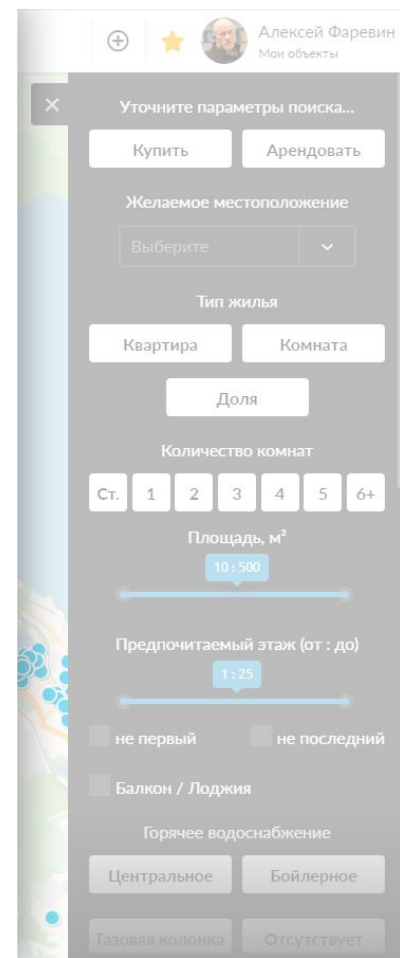 Алексей Фаревин
Мои объекты
Уточните параметры поиска...
Купить Арендовать
Желаемое местоположение
Выберите
Тип жилья
Квартира Комната
Доля
Количество комнат
Ст. 1 2 3 4 5 6+
Площадь, м²
10 : 500
Предпочитаемый этаж (от : до)
1 : 25
не первый не последний
Балкон / Лоджия
Горячее водоснабжение
Центральное Бойлерное
Газовая колонка Отсутствует